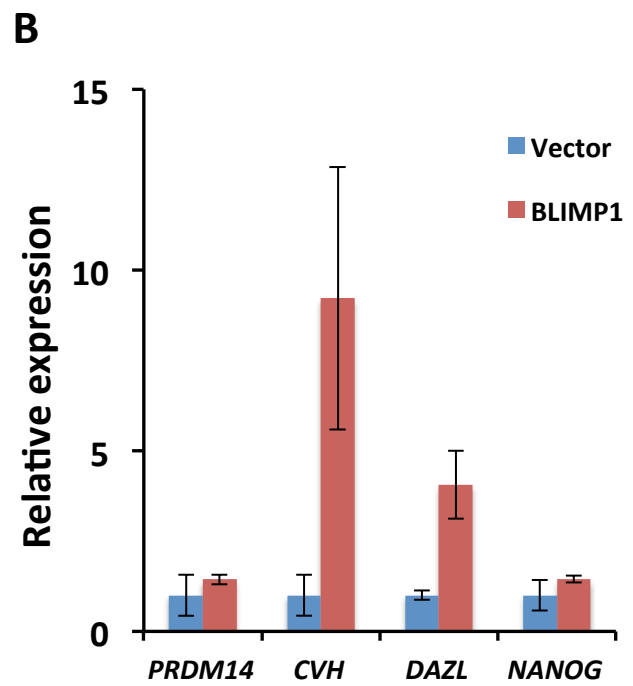 B
15
Vector
BLIMP1
10
5
0
Relative expression
PRDM14 CVH DAZL NANOG